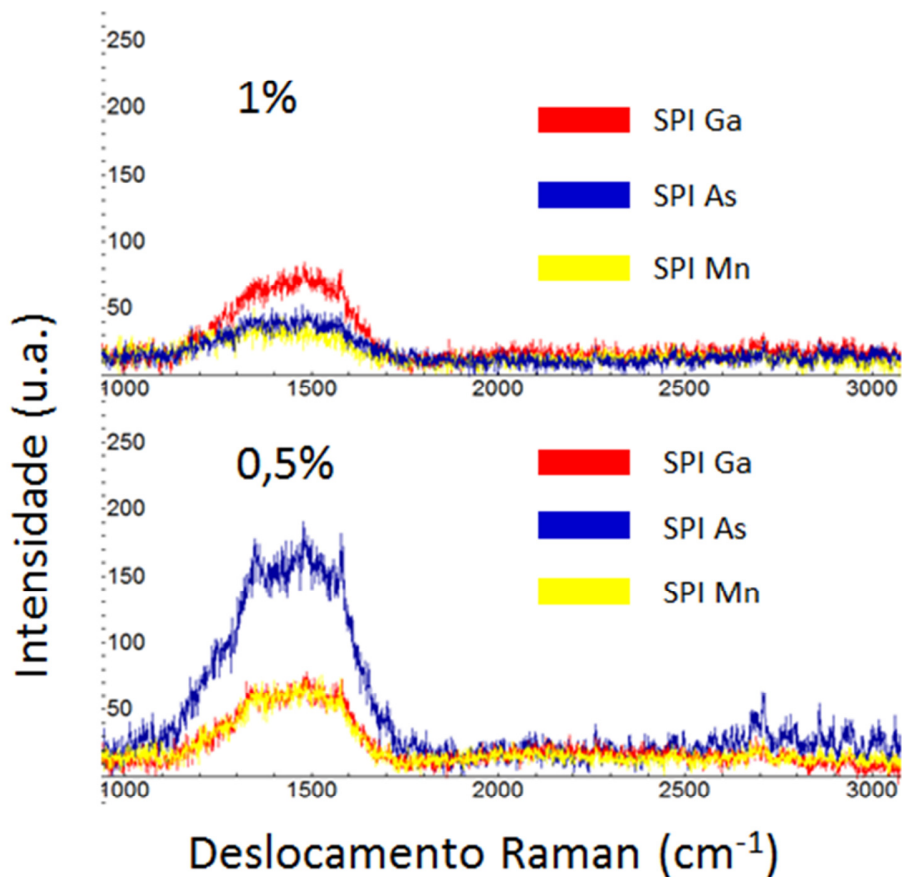 Intensidade (u.a.)
250
200
150
100
50
1%
SPI Ga
SPI As
SPI Mn
1000 1500 2000 2500 3000
250
200
150
100
50
0,5%
SPI Ga
SPI As
SPI Mn
1000 1500 2000 2500 3000
Deslocamento Raman (cm⁻¹)